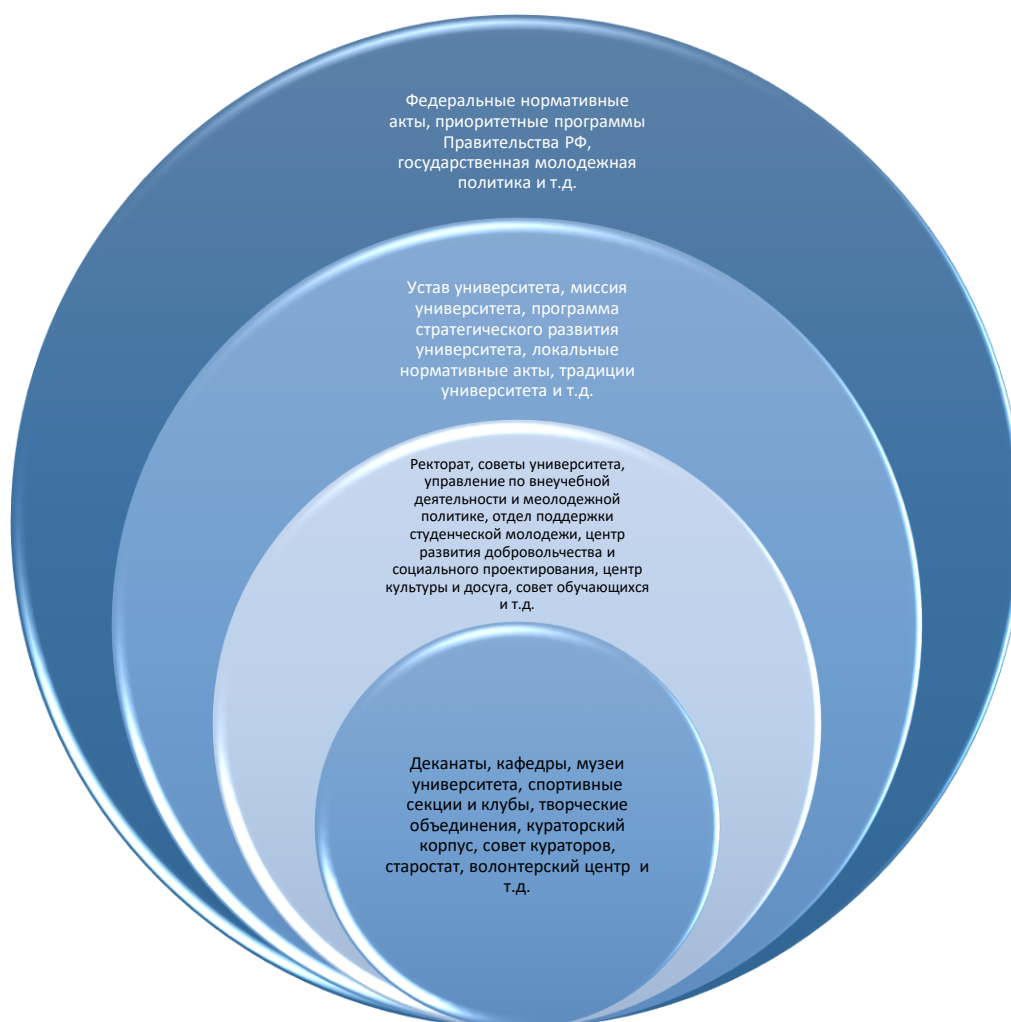 Федеральные нормативные
акты, приоритетные программы
Правительства РФ,
государственная молодежная
политика и т.д.
Устав университета, миссия
университета, программа
стратегического развития
университета, локальные
нормативные акты, традиции
университета и т.д.
Ректорат, советы университета,
управление по внеучебной
деятельности и меолодежной
политике, отдел поддержки
студенческой молодежи, центр
развития добровольчества и
социального проектирования, центр
культуры и досуга, совет обучающихся
и т.д.
Деканаты, кафедры, музеи
университета, спортивные
секции и клубы, творческие
объединения, кураторский
корпус, совет кураторов,
старостат, волонтерский центр и
т.д.